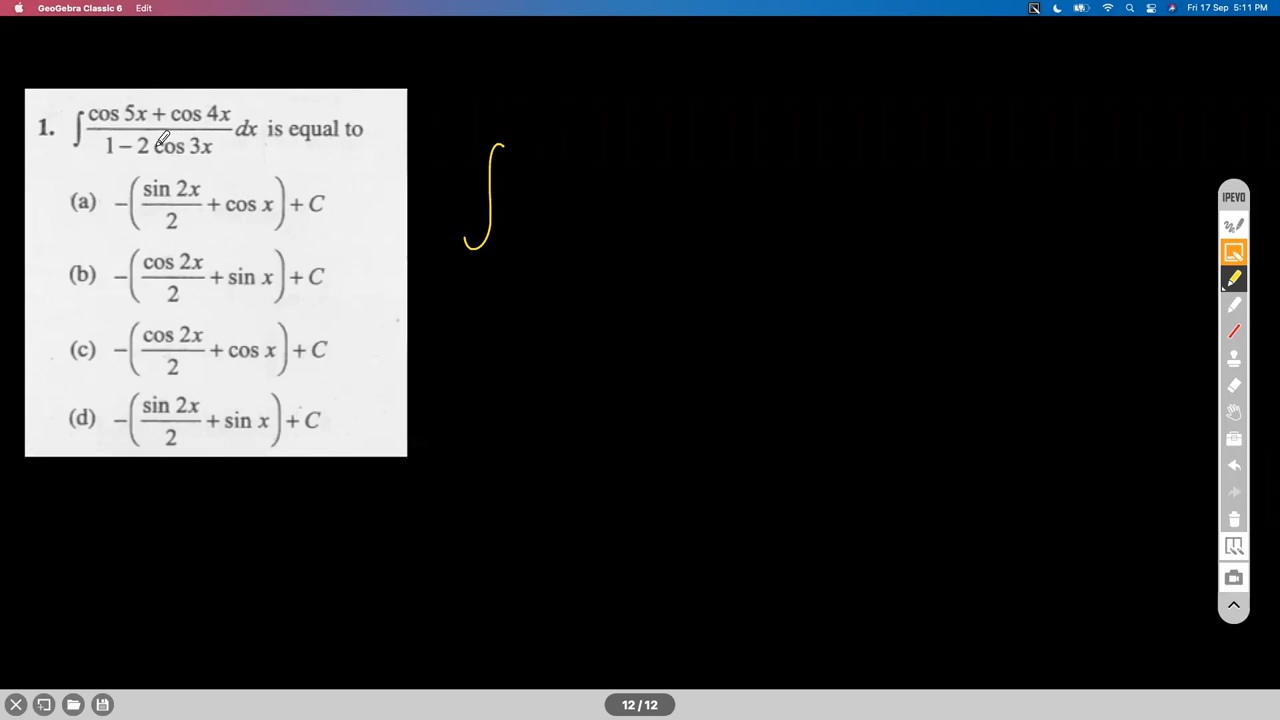 GeoGebra Classic 6 Edit Fri 17 Sep 5:11 PM
1. ∫ (cos 5x + cos 4x)/(1 – 2 cos 3x) dx is equal to
(a) –(sin 2x/2 + cos x) + C
(b) –(cos 2x/2 + sin x) + C
(c) –(cos 2x/2 + cos x) + C
(d) –(sin 2x/2 + sin x) + C
∫
IPEVO
12 / 12